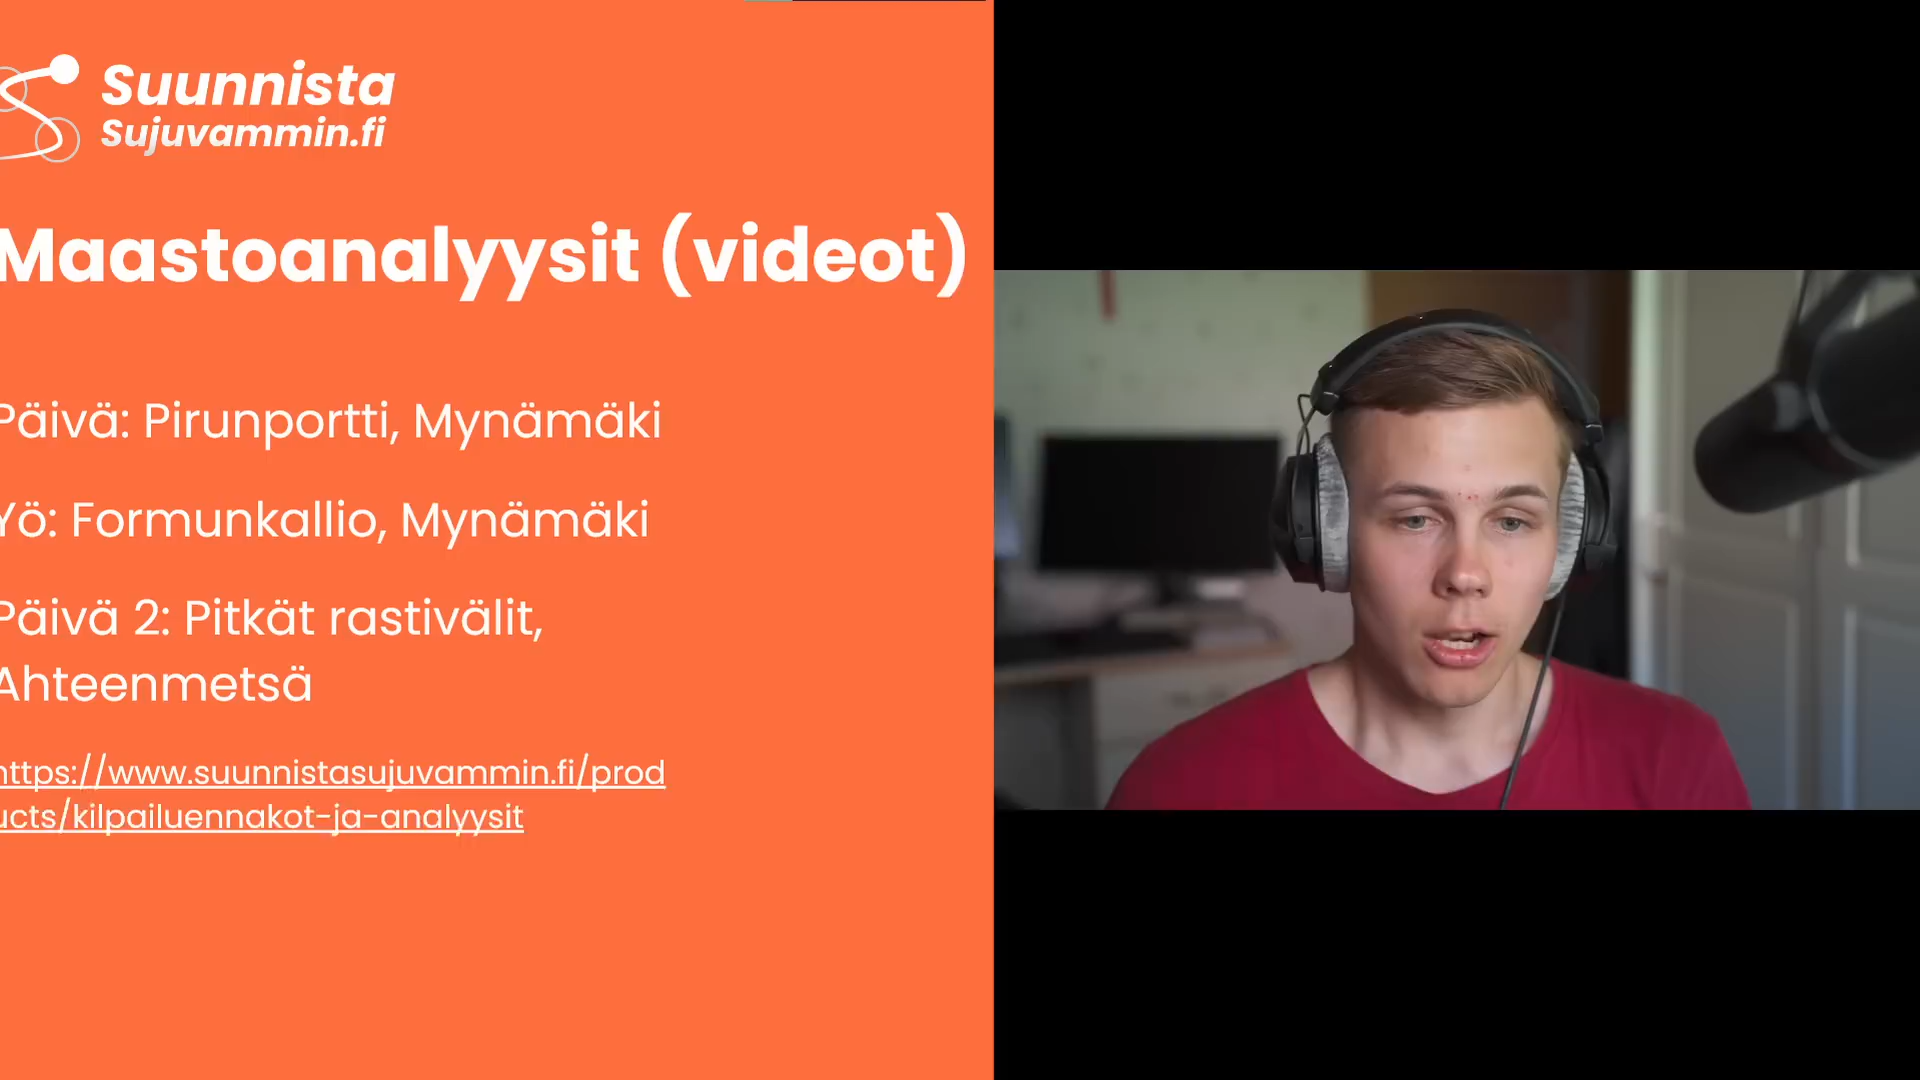 Suunnista
Sujuvammin.fi
Maastoanalyysit (videot)
Päivä: Pirunportti, Mynämäki
Yö: Formunkallio, Mynämäki
Päivä 2: Pitkät rastivälit,
Ahteenmetsä
https://www.suunnistasujuvammin.fi/prod
ucts/kilpailuennakot-ja-analyysit